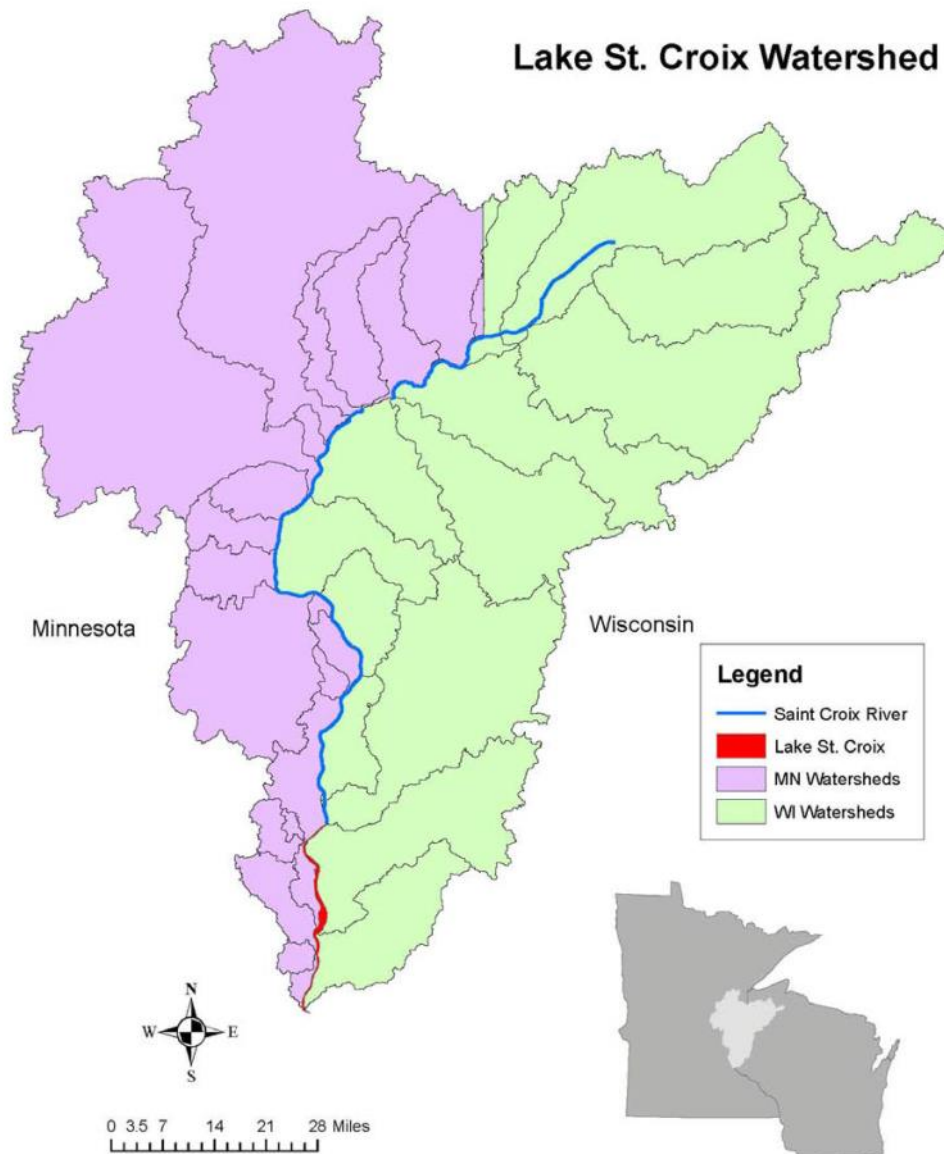 Lake St. Croix Watershed
Minnesota
Wisconsin
Legend
Saint Croix River
Lake St. Croix
MN Watersheds
WI Watersheds
N
W E
S
0 3.5 7 14 21 28 Miles